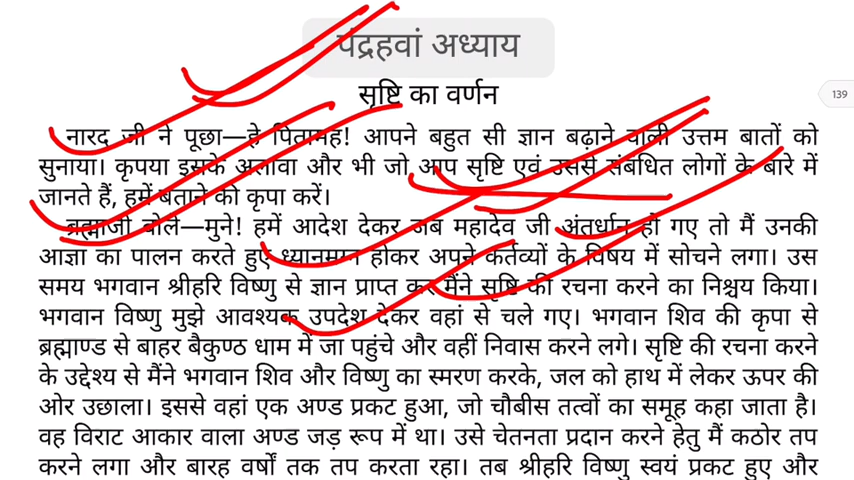 पंद्रहवां अध्याय
सृष्टि का वर्णन
139
नारद जी ने पूछा—हे पितामह! आपने बहुत सी ज्ञान बढ़ाने वाली उत्तम बातों को
सुनाया। कृपया इसके अलावा और भी जो आप सृष्टि एवं उससे संबंधित लोगों के बारे में
जानते हैं, हमें बताने की कृपा करें।
ब्रह्माजी बोले—मुने! हमें आदेश देकर जब महादेव जी अंतर्धान हो गए तो मैं उनकी
आज्ञा का पालन करते हुए ध्यानमग्न होकर अपने कर्तव्यों के विषय में सोचने लगा। उस
समय भगवान श्रीहरि विष्णु से ज्ञान प्राप्त कर मैंने सृष्टि की रचना करने का निश्चय किया।
भगवान विष्णु मुझे आवश्यक उपदेश देकर वहां से चले गए। भगवान शिव की कृपा से
ब्रह्माण्ड से बाहर बैकुण्ठ धाम में जा पहुंचे और वहीं निवास करने लगे। सृष्टि की रचना करने
के उद्देश्य से मैंने भगवान शिव और विष्णु का स्मरण करके, जल को हाथ में लेकर ऊपर की
ओर उछाला। इससे वहां एक अण्ड प्रकट हुआ, जो चौबीस तत्वों का समूह कहा जाता है।
वह विराट आकार वाला अण्ड जड़ रूप में था। उसे चेतनता प्रदान करने हेतु मैं कठोर तप
करने लगा और बारह वर्षों तक तप करता रहा। तब श्रीहरि विष्णु स्वयं प्रकट हुए और